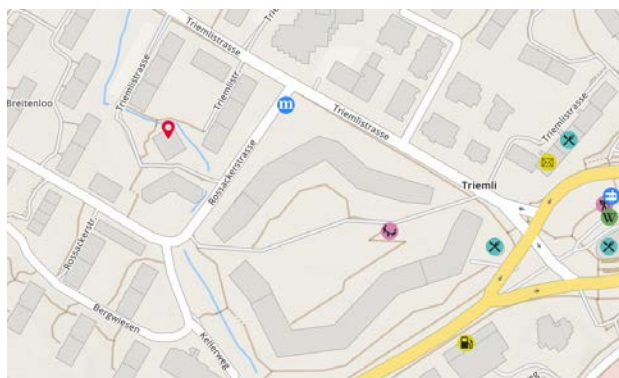 Triemlistrasse
Triemlistrasse
Triemlistr.
Breitenloo
m
Triemlistrasse
Triemlistrasse
Rossackerstrasse
Triemli
W
Rossackerstr.
Bergwiesen
Kellerweg